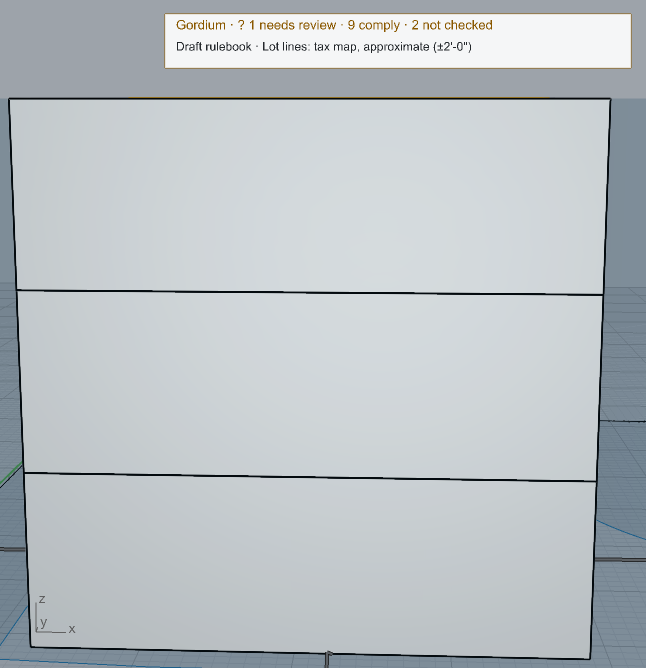 Gordium · ? 1 needs review · 9 comply · 2 not checked
Draft rulebook · Lot lines: tax map, approximate (±2'-0")
z
y
x